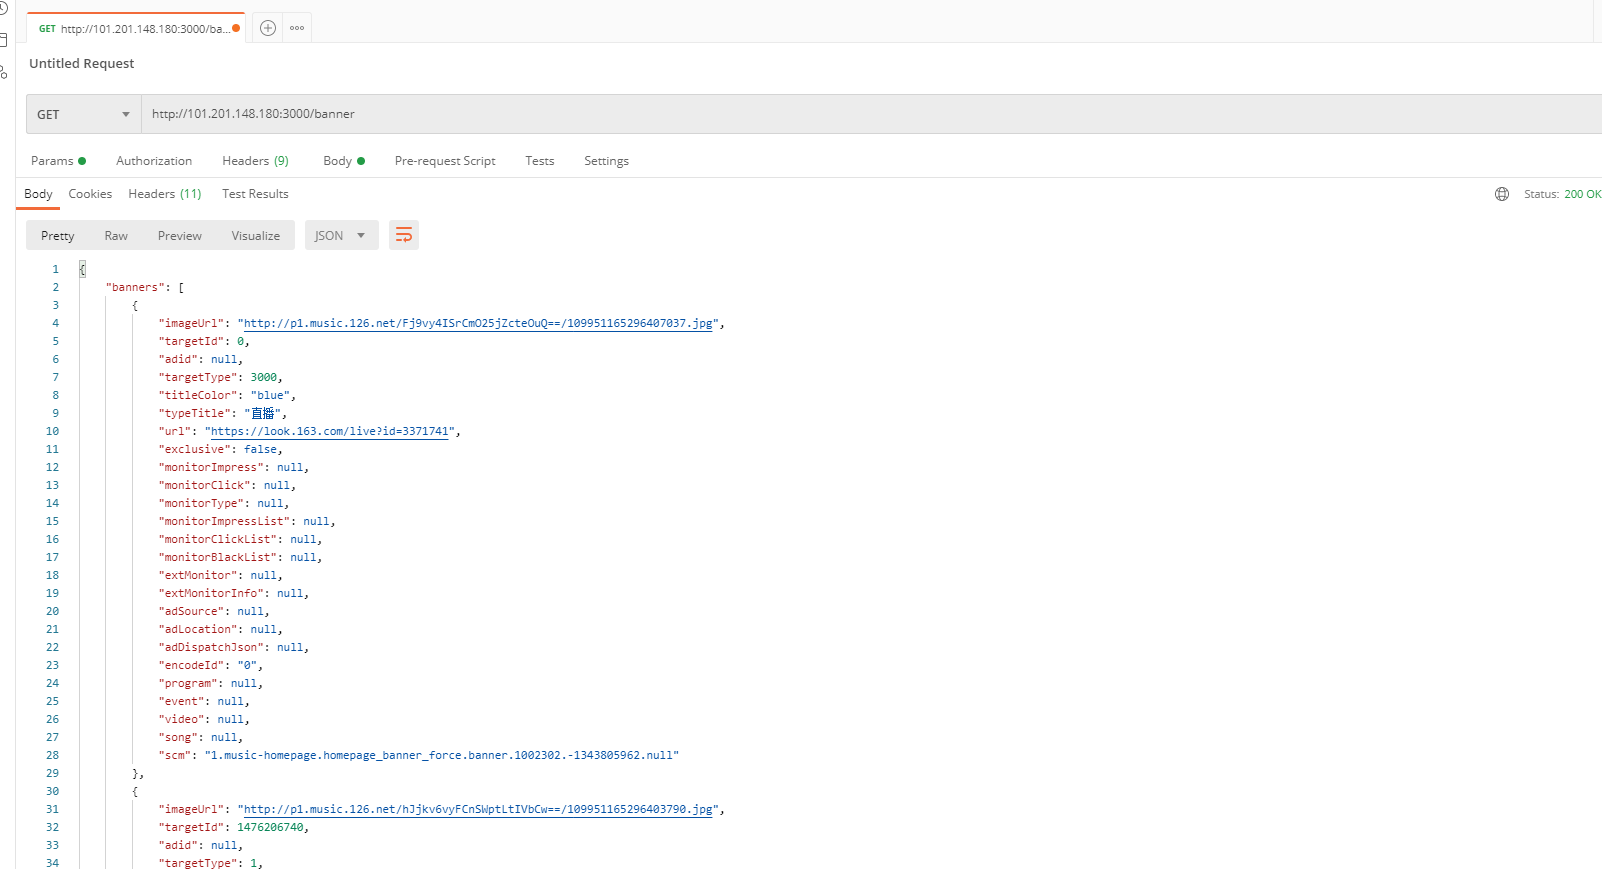 GET http://101.201.148.180:3000/ba...
Untitled Request
GET http://101.201.148.180:3000/banner
Params Authorization Headers (9) Body Pre-request Script Tests Settings
Body Cookies Headers (11) Test Results Status: 200 OK
Pretty Raw Preview Visualize JSON
1 {
2 "banners": [
3 {
4 "imageUrl": "http://p1.music.126.net/Fj9vy4ISrCmO25jZcteOuQ==/109951165296407037.jpg",
5 "targetId": 0,
6 "adid": null,
7 "targetType": 3000,
8 "titleColor": "blue",
9 "typeTitle": "直播",
10 "url": "https://look.163.com/live?id=3371741",
11 "exclusive": false,
12 "monitorImpress": null,
13 "monitorClick": null,
14 "monitorType": null,
15 "monitorImpressList": null,
16 "monitorClickList": null,
17 "monitorBlackList": null,
18 "extMonitor": null,
19 "extMonitorInfo": null,
20 "adSource": null,
21 "adLocation": null,
22 "adDispatchJson": null,
23 "encodeId": "0",
24 "program": null,
25 "event": null,
26 "video": null,
27 "song": null,
28 "scm": "1.music-homepage.homepage_banner_force.banner.1002302.-1343805962.null"
29 },
30 {
31 "imageUrl": "http://p1.music.126.net/hJjkv6vyFCnSWptLtIVbCw==/109951165296403790.jpg",
32 "targetId": 1476206740,
33 "adid": null,
34 "targetType": 1,